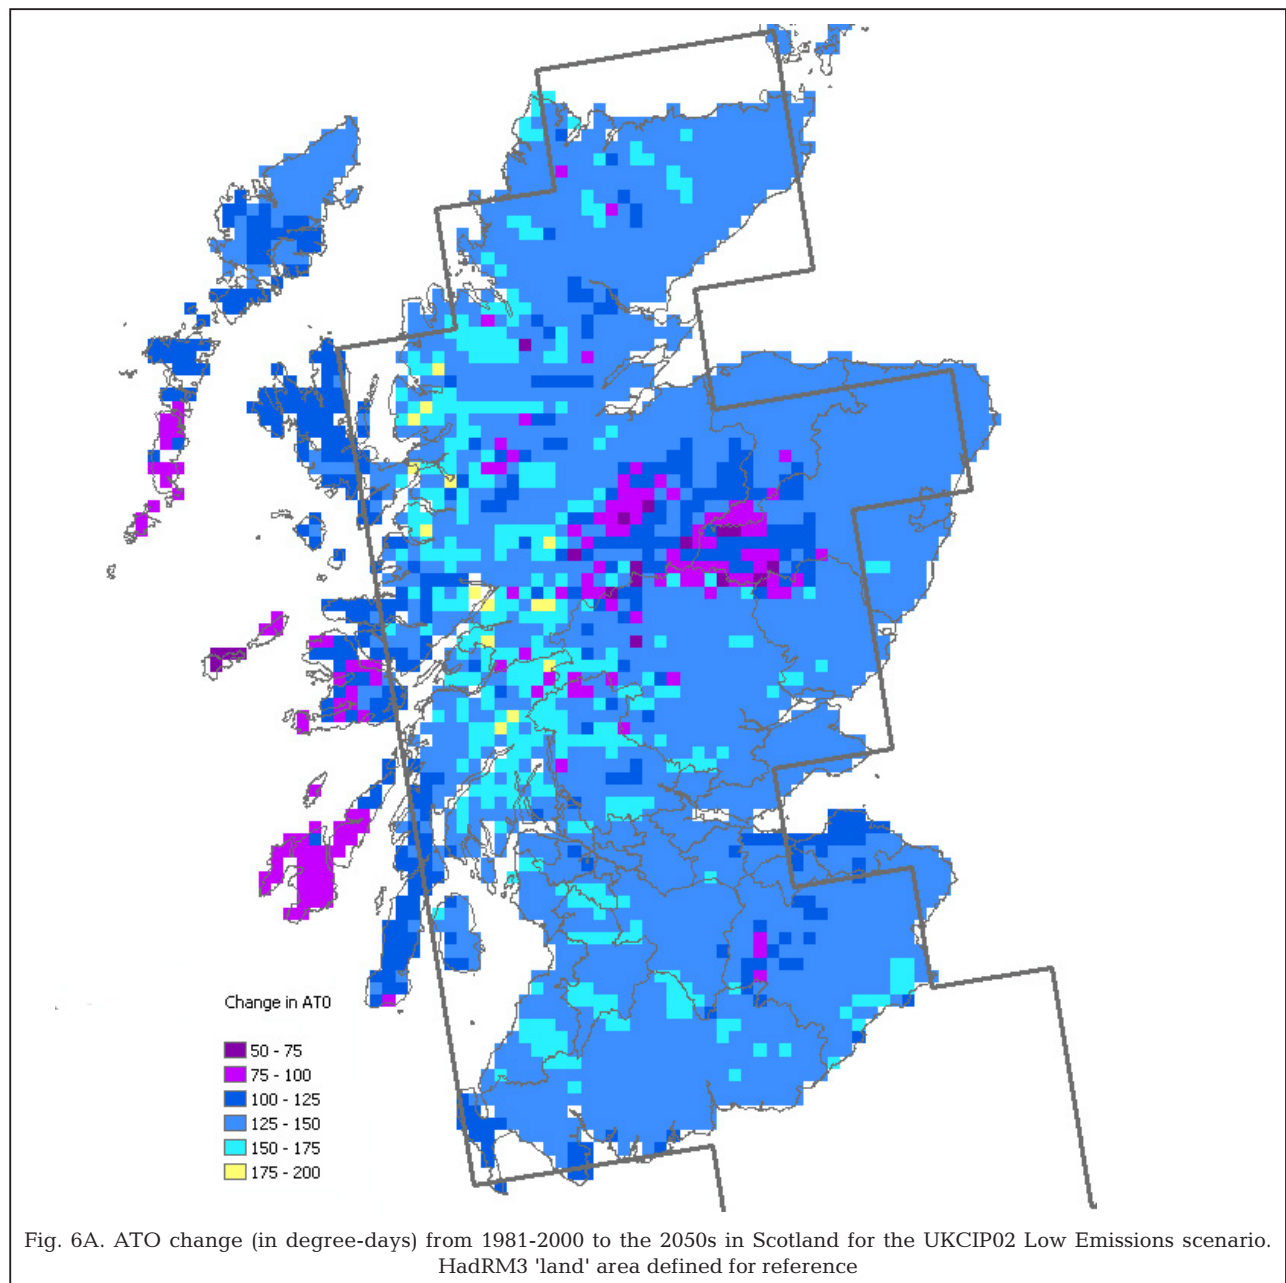 Change in AT0
50 - 75
75 - 100
100 - 125
125 - 150
150 - 175
175 - 200
Fig. 6A. ATO change (in degree-days) from 1981-2000 to the 2050s in Scotland for the UKCIP02 Low Emissions scenario.
HadRM3 'land' area defined for reference